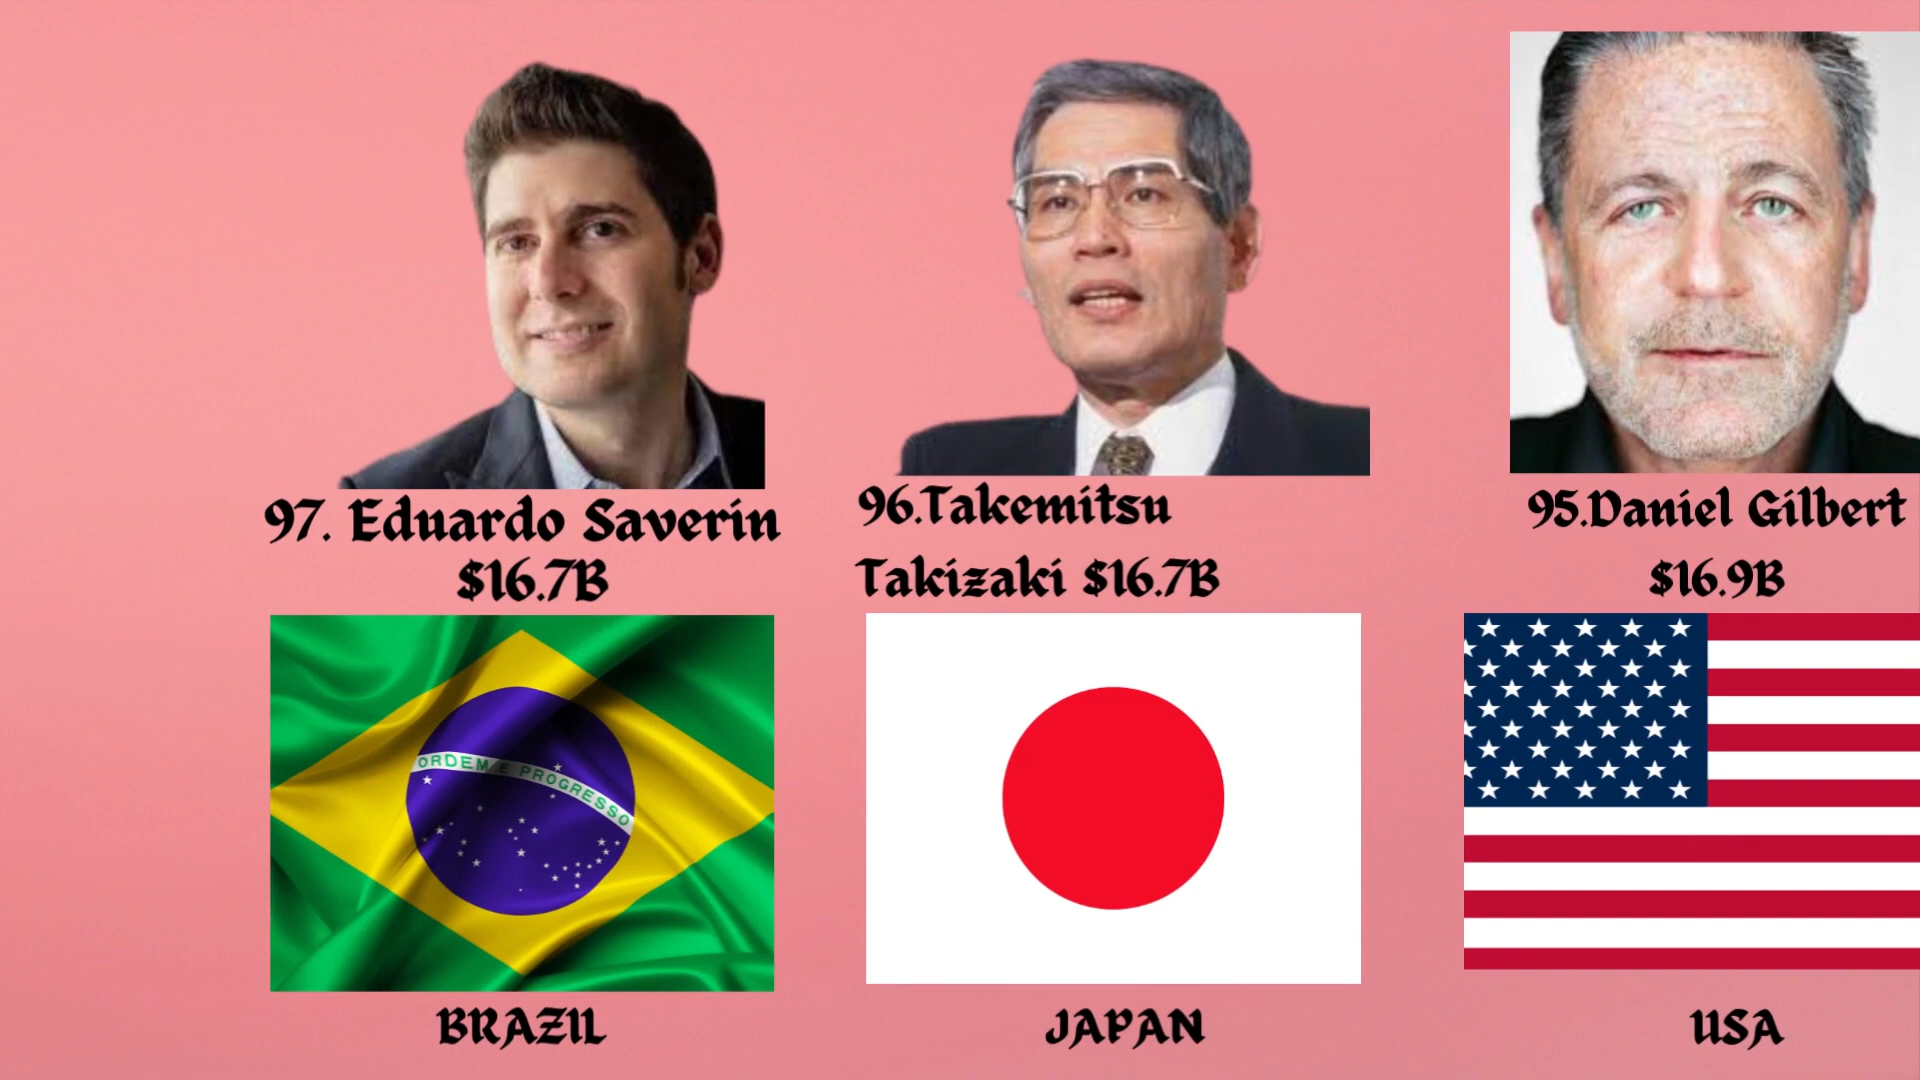 97. Eduardo Saverin
$16.7B
96.Takemitsu
Takizaki $16.7B
95.Daniel Gilbert
$16.9B
ORDEM E PROGRESSO
BRAZIL
JAPAN
USA